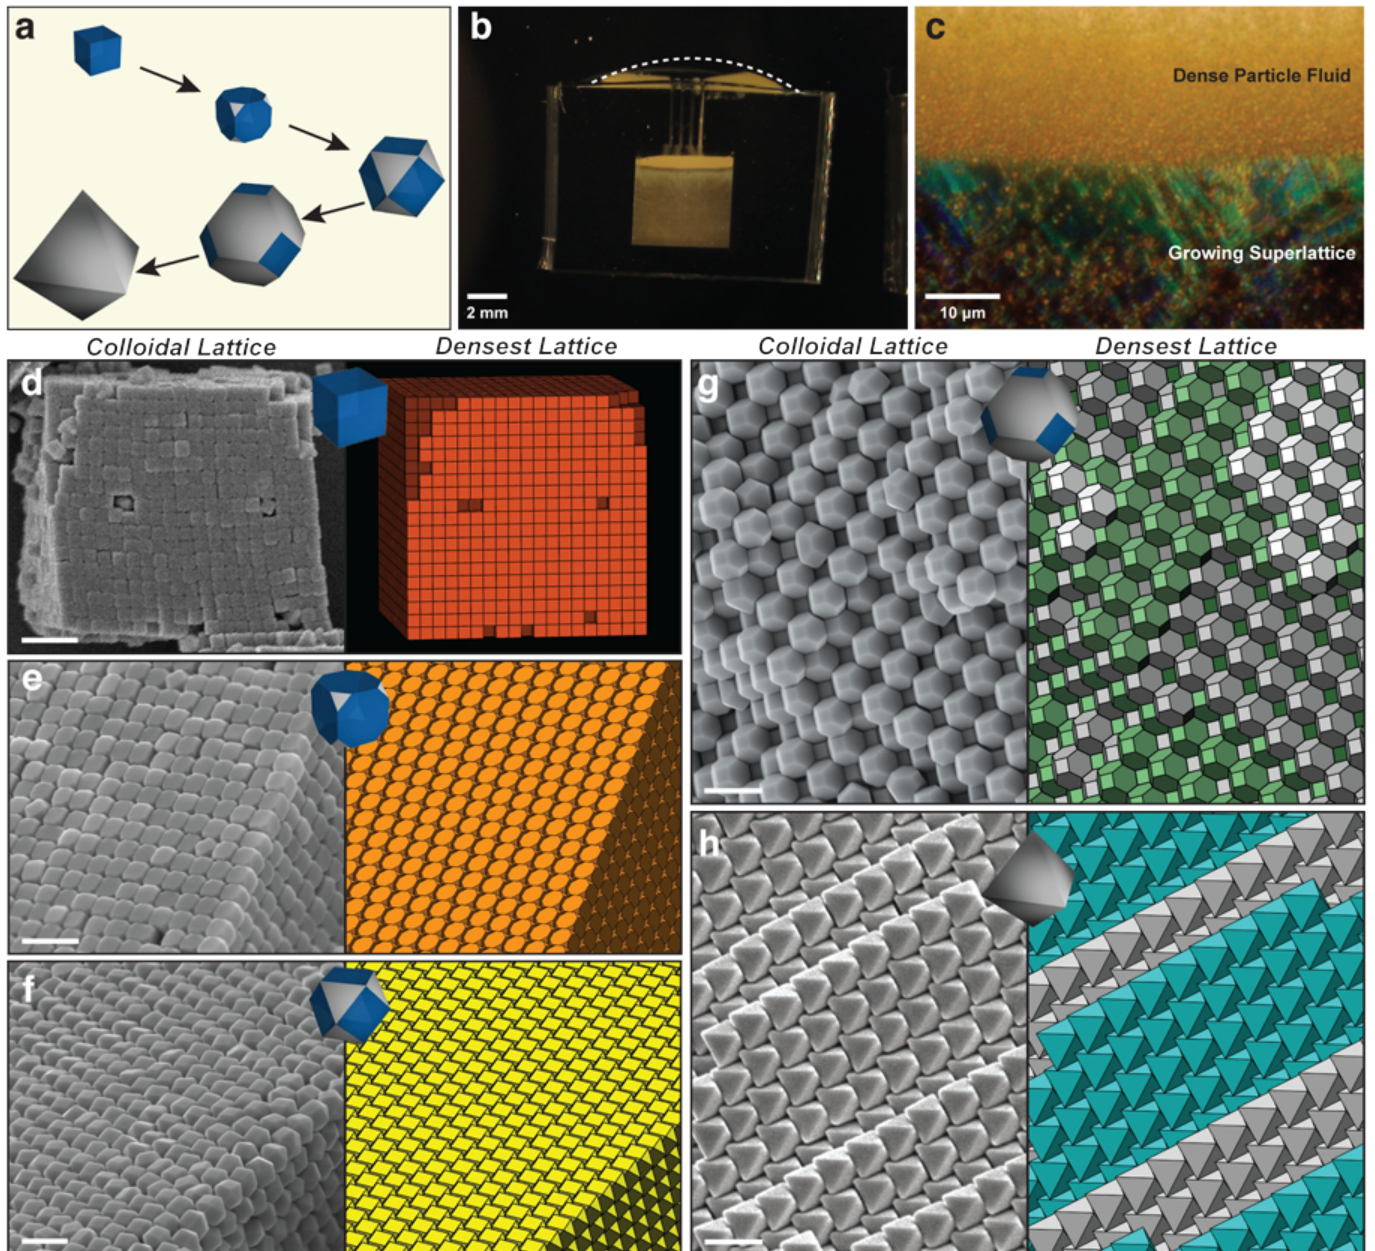 a
b
2 mm
c
Dense Particle Fluid
Growing Superlattice
10 µm
Colloidal Lattice
Densest Lattice
Colloidal Lattice
Densest Lattice
d
e
f
g
h